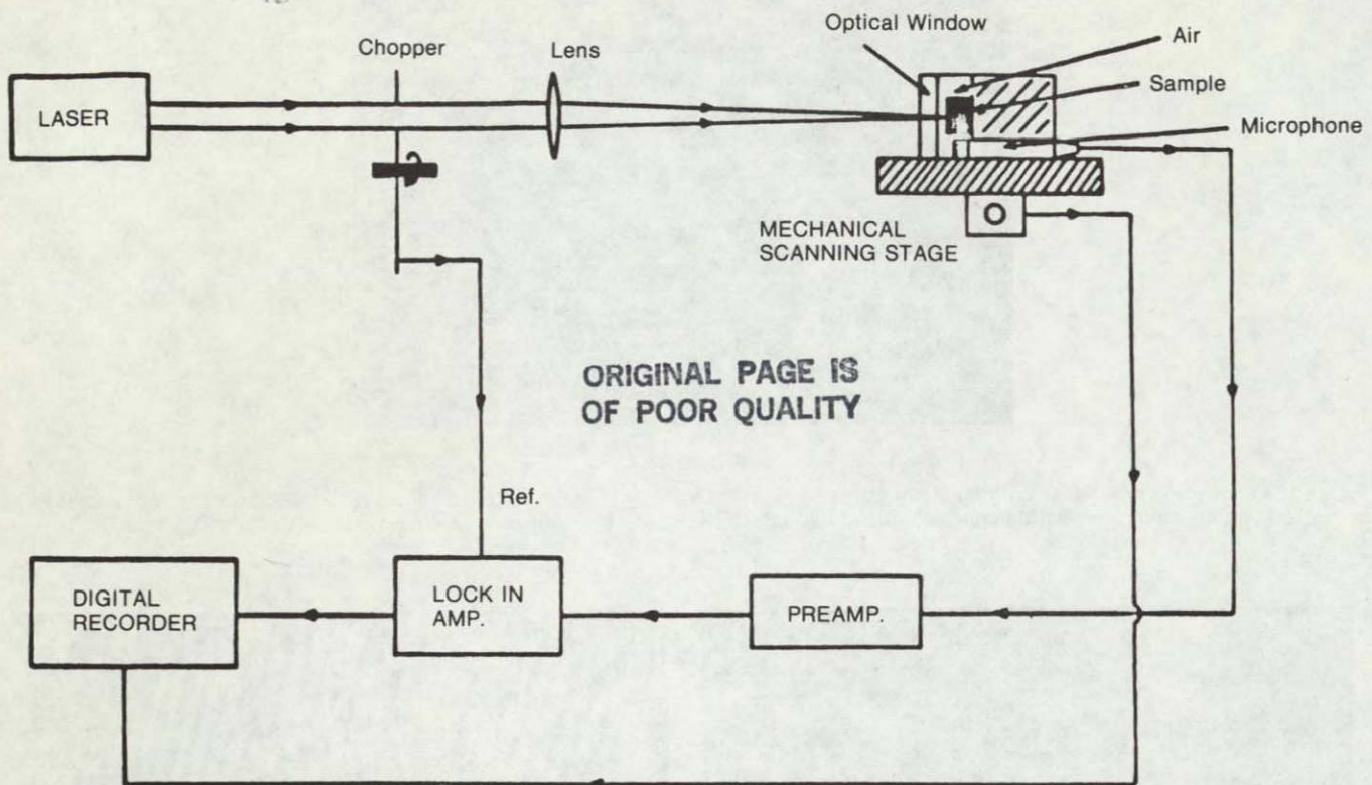 Optical Window
Air
Chopper
Lens
Sample
LASER
Microphone
MECHANICAL
SCANNING STAGE
ORIGINAL PAGE IS
OF POOR QUALITY
Ref.
DIGITAL
RECORDER
LOCK IN
AMP.
PREAMP.